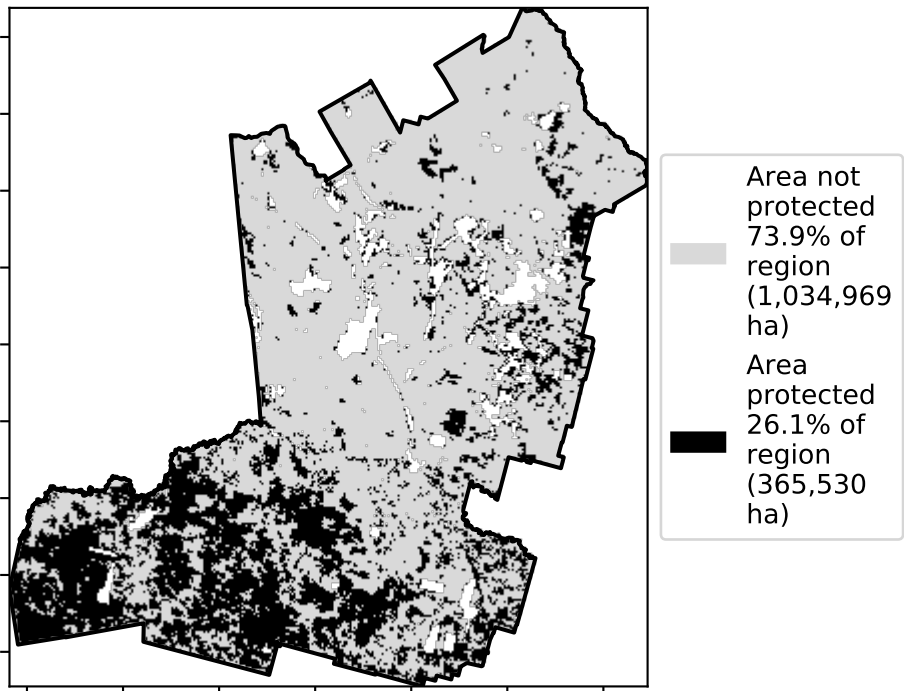 Area not
protected
73.9% of
region
(1,034,969
ha)
Area
protected
26.1% of
region
(365,530
ha)